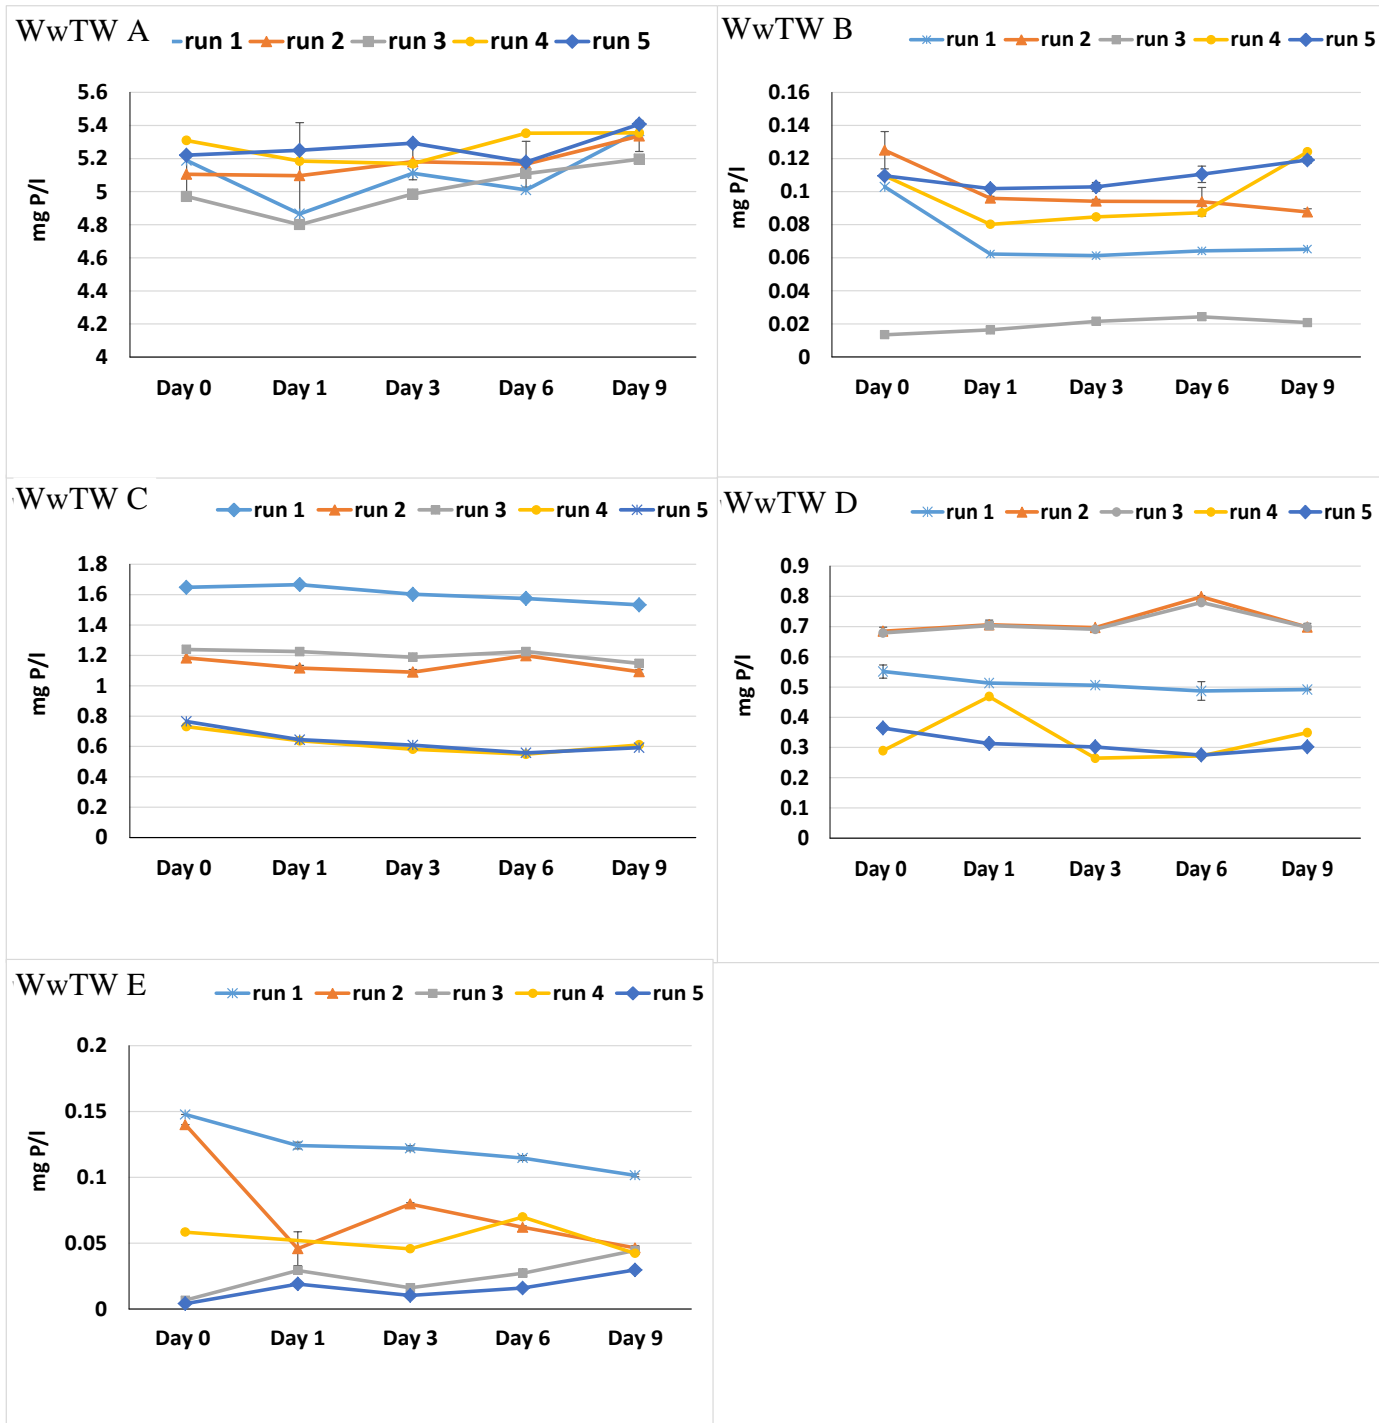 WwTW A
run 1 run 2 run 3 run 4 run 5
5.6
5.4
5.2
5
4.8
4.6
4.4
4.2
4
mg P/l
Day 0 Day 1 Day 3 Day 6 Day 9
WwTW B
run 1 run 2 run 3 run 4 run 5
0.16
0.14
0.12
0.1
0.08
0.06
0.04
0.02
0
mg P/l
Day 0 Day 1 Day 3 Day 6 Day 9
WwTW C
run 1 run 2 run 3 run 4 run 5
1.8
1.6
1.4
1.2
1
0.8
0.6
0.4
0.2
0
mg P/l
Day 0 Day 1 Day 3 Day 6 Day 9
WwTW D
run 1 run 2 run 3 run 4 run 5
0.9
0.8
0.7
0.6
0.5
0.4
0.3
0.2
0.1
0
mg P/l
Day 0 Day 1 Day 3 Day 6 Day 9
WwTW E
run 1 run 2 run 3 run 4 run 5
0.2
0.15
0.1
0.05
0
mg P/l
Day 0 Day 1 Day 3 Day 6 Day 9